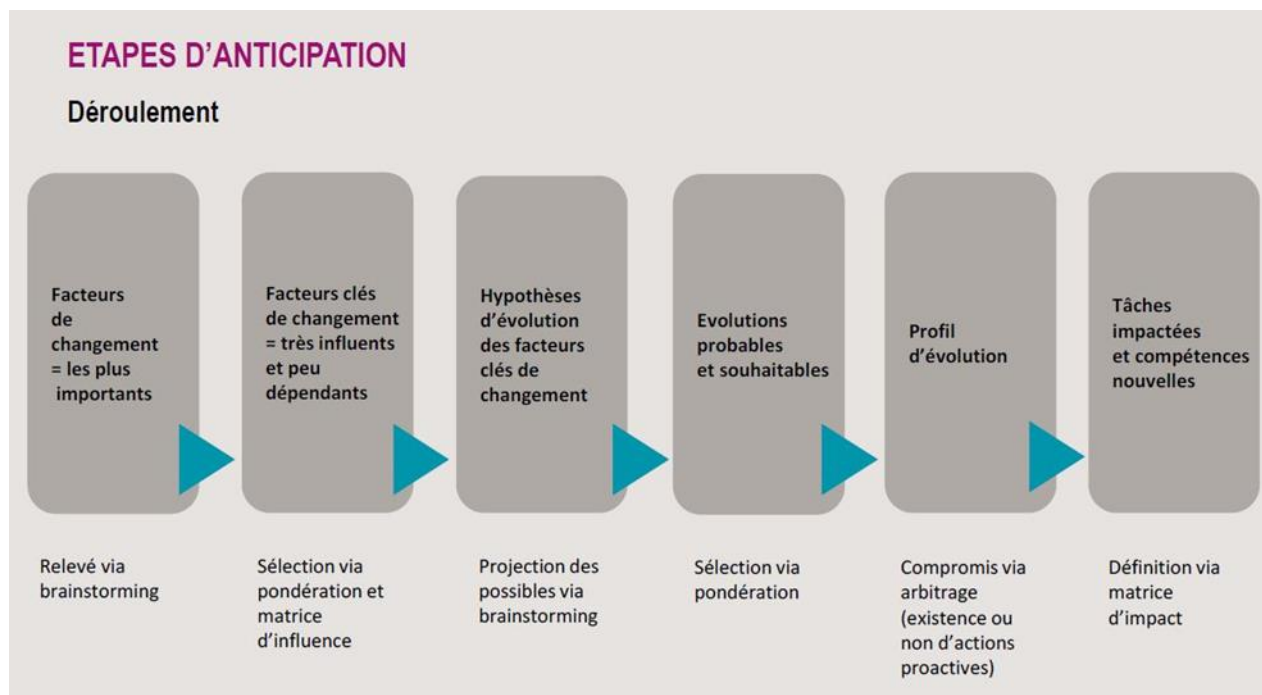 ETAPES D'ANTICIPATION
Déroulement
Facteurs
de
changement
= les plus
importants
Facteurs clés
de changement
= très influents
et peu
dépendants
Hypothèses
d'évolution
des facteurs
clés de
changement
Evolutions
probables
et souhaitables
Profil
d'évolution
Tâches
impactées
et compétences
nouvelles
Relevé via
brainstorming
Sélection via
pondération et
matrice
d'influence
Projection des
possibles via
brainstorming
Sélection via
pondération
Compromis via
arbitrage
(existence ou
non d'actions
proactives)
Définition via
matrice
d'impact